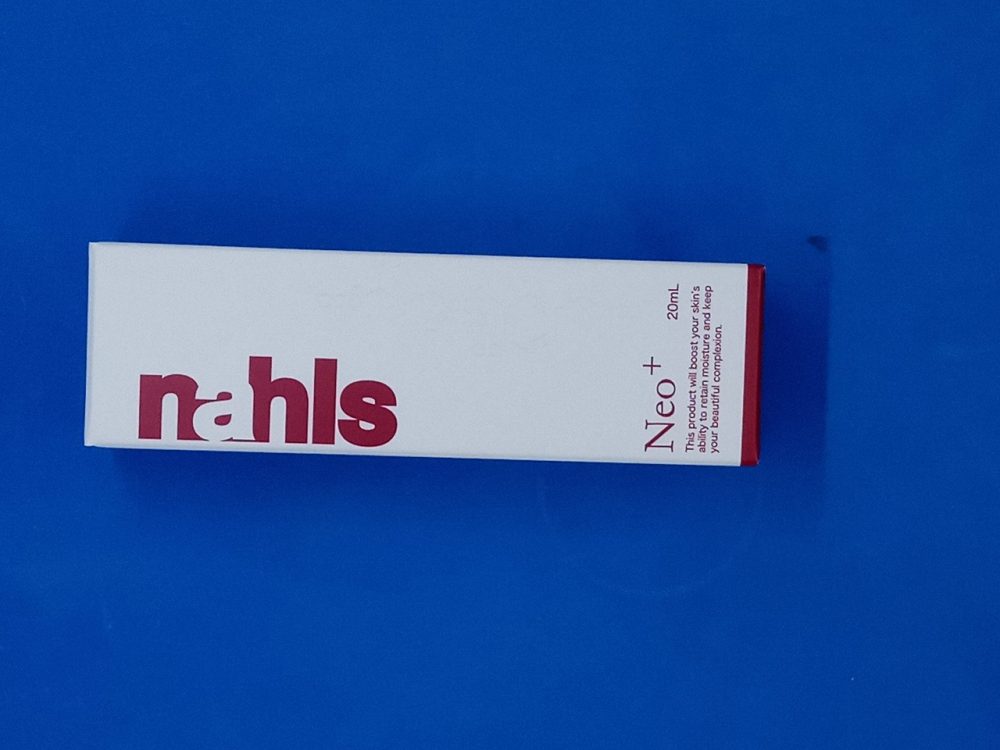 nahls
Neo+
20mL
This product will boost your skin's
ability to retain moisture and keep
your beautiful complexion.